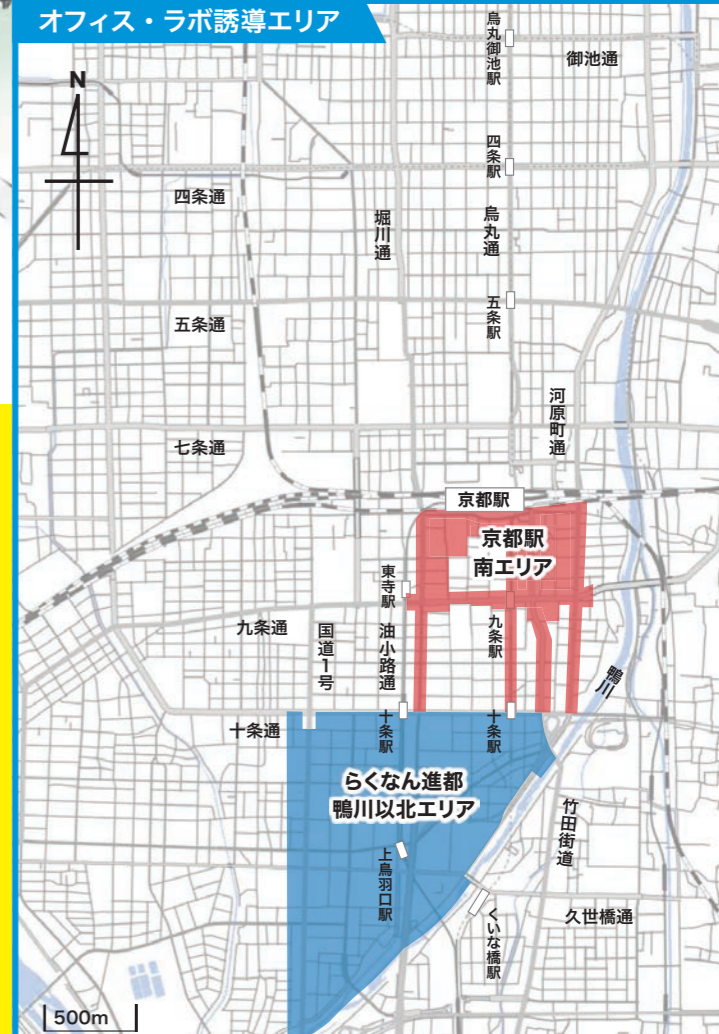 オフィス・ラボ誘導エリア
N
烏丸御池駅
御池通
四条駅
四条通
堀川通
烏丸通
五条駅
五条通
河原町通
七条通
京都駅
京都駅
南エリア
東寺駅
九条通
国道1号
油小路通
九条駅
鴨川
十条通
十条駅
十条駅
らくなん進都
鴨川以北エリア
竹田街道
上鳥羽口駅
くいな橋駅
久世橋通
500m